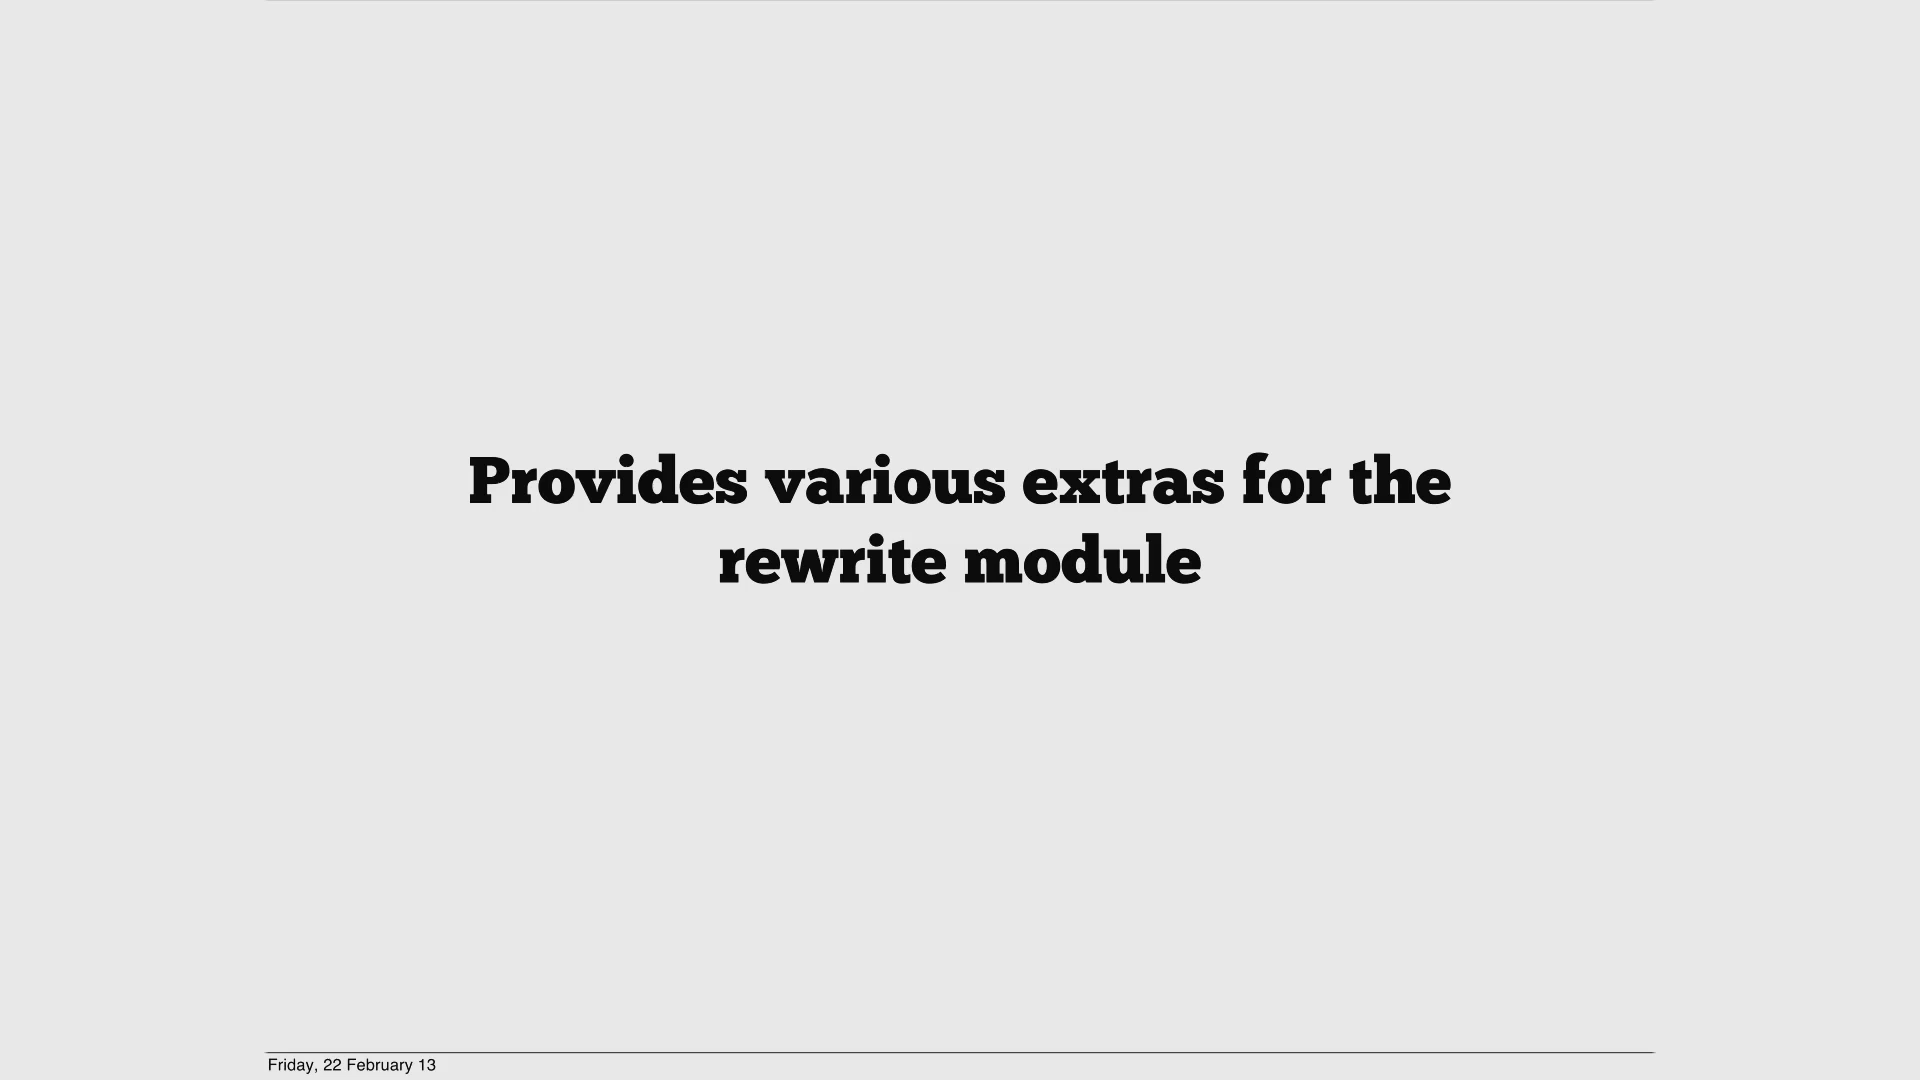 Provides various extras for the
rewrite module
Friday, 22 February 13